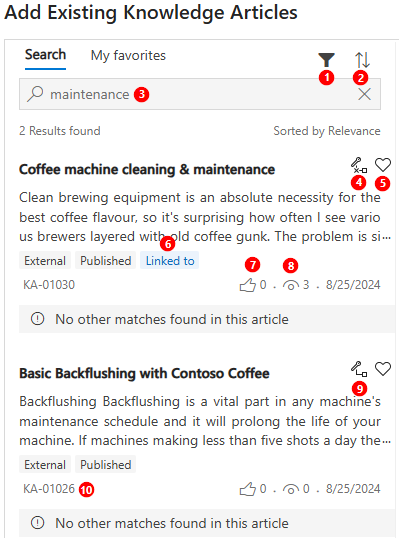 Add Existing Knowledge Articles
Search My favorites
1 2
maintenance 3
2 Results found Sorted by Relevance
Coffee machine cleaning & maintenance
4 5
Clean brewing equipment is an absolute necessity for the
best coffee flavour, so it's surprising how often I see vario
us brewers layered with old coffee gunk. The problem is si...
6
External Published Linked to
7 8
KA-01030 0 . 3 . 8/25/2024
No other matches found in this article
Basic Backflushing with Contoso Coffee
9
Backflushing Backflushing is a vital part in any machine's
maintenance schedule and it will prolong the life of your
machine. If machines making less than five shots a day the...
External Published
KA-01026 10 0 . 0 . 8/25/2024
No other matches found in this article